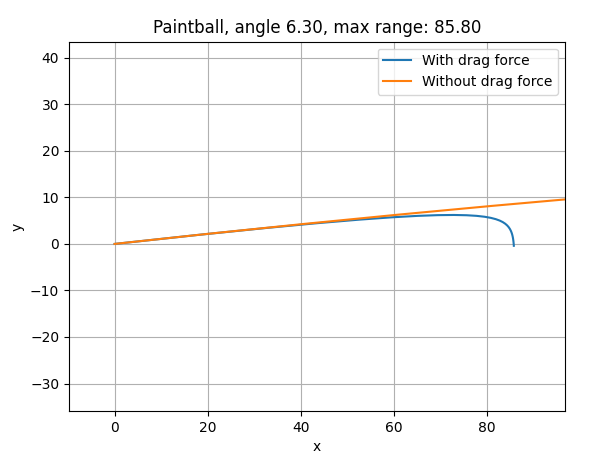 Paintball, angle 6.30, max range: 85.80
With drag force
Without drag force
40
30
20
10
0
−10
−20
−30
y
0 20 40 60 80
x